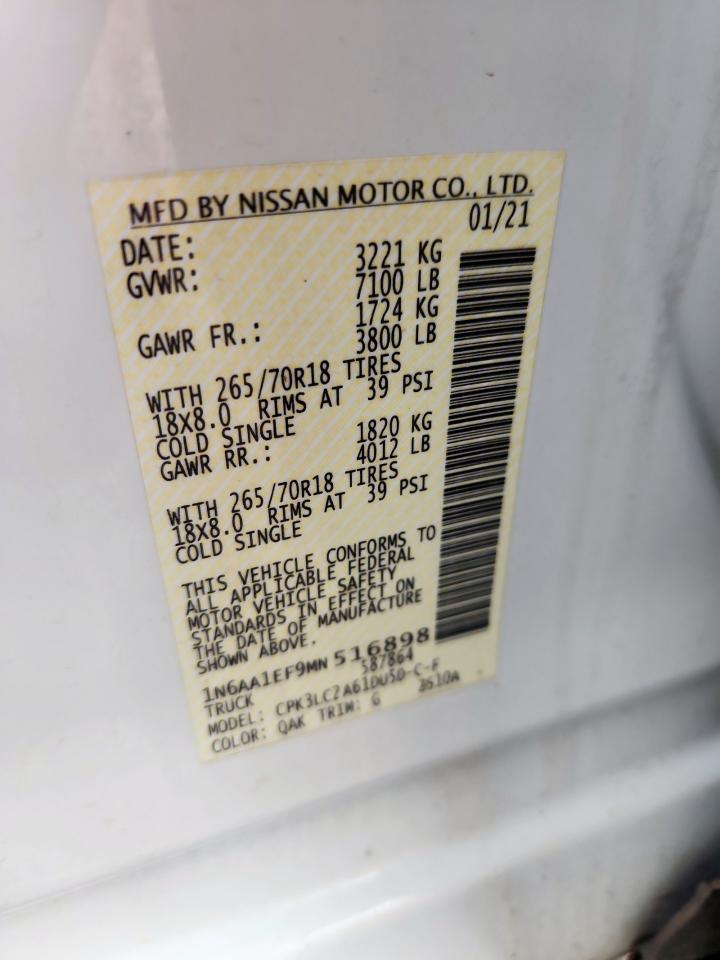 MFD BY NISSAN MOTOR CO., LTD.
DATE: 01/21
GVWR: 3221 KG
7100 LB
GAWR FR.: 1724 KG
3800 LB
WITH 265/70R18 TIRES
18X8.0 RIMS AT 39 PSI
COLD SINGLE
GAWR RR.: 1820 KG
4012 LB
WITH 265/70R18 TIRES
18X8.0 RIMS AT 39 PSI
COLD SINGLE
THIS VEHICLE CONFORMS TO
ALL APPLICABLE FEDERAL
MOTOR VEHICLE SAFETY
STANDARDS IN EFFECT ON
THE DATE OF MANUFACTURE
SHOWN ABOVE.
1N6AA1EF9MN 516898
TRUCK 587864
MODEL:
COLOR: QAK TRIM: G